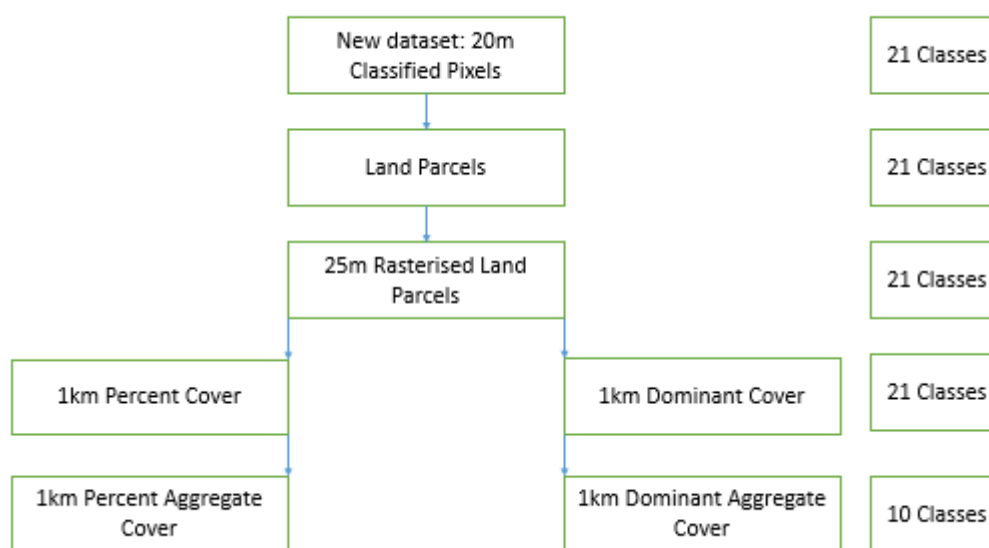 New dataset: 20m
Classified Pixels
21 Classes
Land Parcels
21 Classes
25m Rasterised Land
Parcels
21 Classes
1km Percent Cover
1km Dominant Cover
21 Classes
1km Percent Aggregate
Cover
1km Dominant Aggregate
Cover
10 Classes